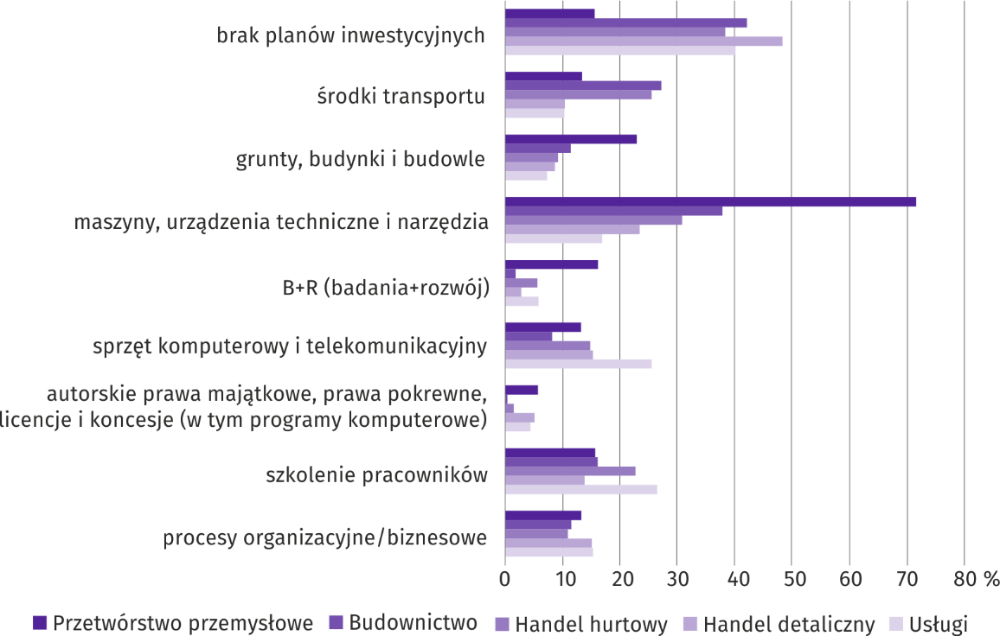 brak planów inwestycyjnych
środki transportu
grunty, budynki i budowle
maszyny, urządzenia techniczne i narzędzia
B+R (badania+rozwój)
sprzęt komputerowy i telekomunikacyjny
autorskie prawa majątkowe, prawa pokrewne,
licencje i koncesje (w tym programy komputerowe)
szkolenie pracowników
procesy organizacyjne/biznesowe
0 10 20 30 40 50 60 70 80 %
Przetwórstwo przemysłowe Budownictwo Handel hurtowy Handel detaliczny Usługi